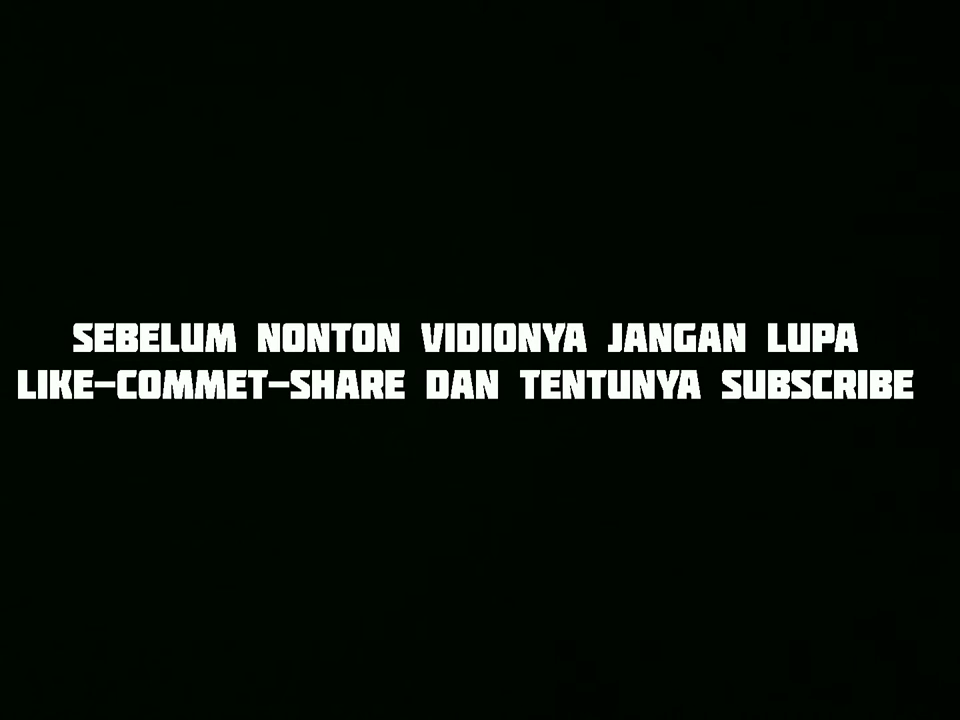 SEBELUM NONTON VIDIONYA JANGAN LUPA
LIKE-COMMET-SHARE DAN TENTUNYA SUBSCRIBE